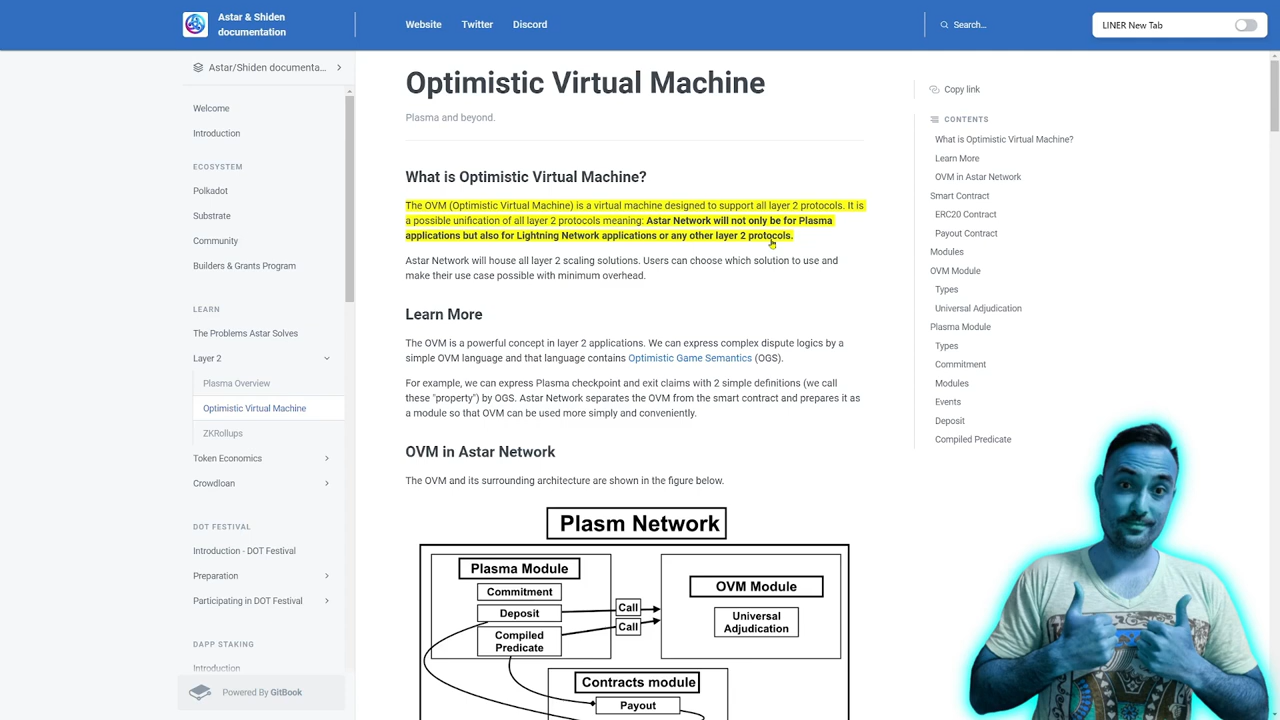 Astar & Shiden
documentation
Website
Twitter
Discord
Search...
LINER New Tab
Astar/Shiden documenta...
Welcome
Introduction
ECOSYSTEM
Polkadot
Substrate
Community
Builders & Grants Program
LEARN
The Problems Astar Solves
Layer 2
Plasma Overview
Optimistic Virtual Machine
ZKRollups
Token Economics
Crowdloan
DOT FESTIVAL
Introduction - DOT Festival
Preparation
Participating in DOT Festival
DAPP STAKING
Introduction
Powered By GitBook
Optimistic Virtual Machine
Plasma and beyond.
What is Optimistic Virtual Machine?
The OVM (Optimistic Virtual Machine) is a virtual machine designed to support all layer 2 protocols. It is
a possible unification of all layer 2 protocols meaning: Astar Network will not only be for Plasma
applications but also for Lightning Network applications or any other layer 2 protocols.
Astar Network will house all layer 2 scaling solutions. Users can choose which solution to use and
make their use case possible with minimum overhead.
Learn More
The OVM is a powerful concept in layer 2 applications. We can express complex dispute logics by a
simple OVM language and that language contains Optimistic Game Semantics (OGS).
For example, we can express Plasma checkpoint and exit claims with 2 simple definitions (we call
these "property") by OGS. Astar Network separates the OVM from the smart contract and prepares it as
a module so that OVM can be used more simply and conveniently.
OVM in Astar Network
The OVM and its surrounding architecture are shown in the figure below.
Plasm Network
Plasma Module
Commitment
Deposit
Compiled
Predicate
Call
Call
OVM Module
Universal
Adjudication
Contracts module
Payout
Copy link
CONTENTS
What is Optimistic Virtual Machine?
Learn More
OVM in Astar Network
Smart Contract
ERC20 Contract
Payout Contract
Modules
OVM Module
Types
Universal Adjudication
Plasma Module
Types
Commitment
Modules
Events
Deposit
Compiled Predicate